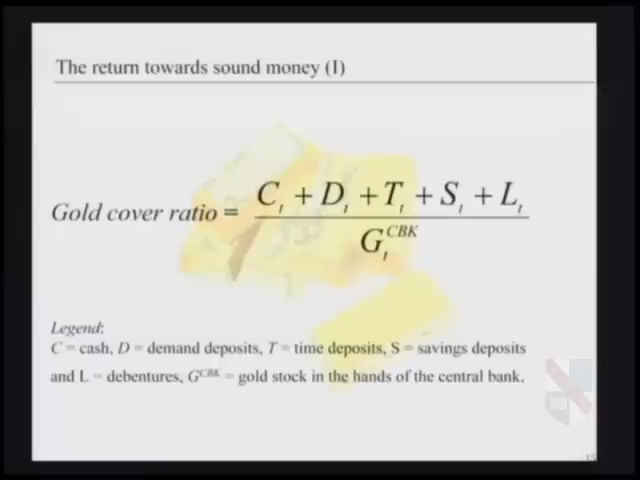 The return towards sound money (I)
Gold cover ratio = (C_t + D_t + T_t + S_t + L_t) / G_t^CBK
Legend:
C = cash, D = demand deposits, T = time deposits, S = savings deposits
and L = debentures, G^CBK = gold stock in the hands of the central bank.